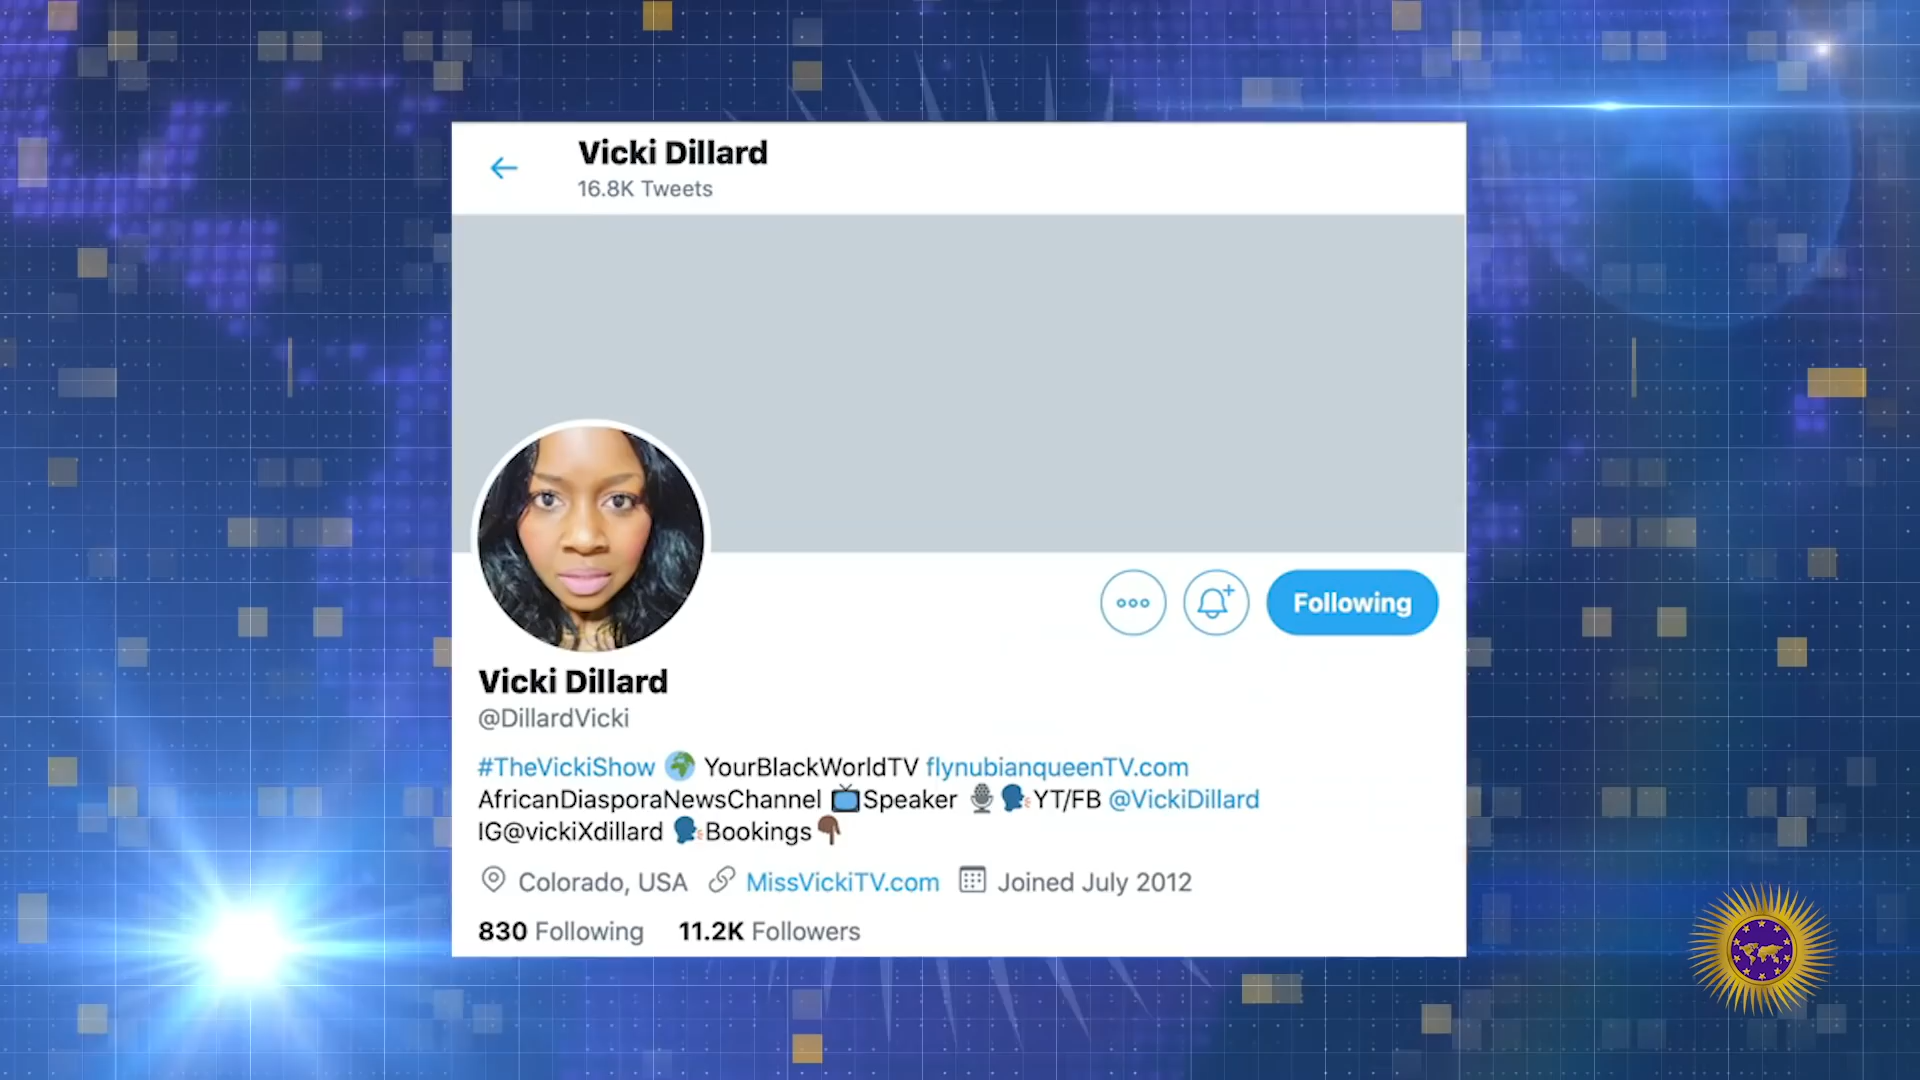 Vicki Dillard
16.8K Tweets
Following
Vicki Dillard
@DillardVicki
#TheVickiShow 🌍 YourBlackWorldTV flynubianqueenTV.com
AfricanDiasporaNewsChannel 📺Speaker 🎙🗣YT/FB @VickiDillard
IG@vickiXdillard 🗣Bookings👇🏿
Colorado, USA MissVickiTV.com Joined July 2012
830 Following 11.2K Followers